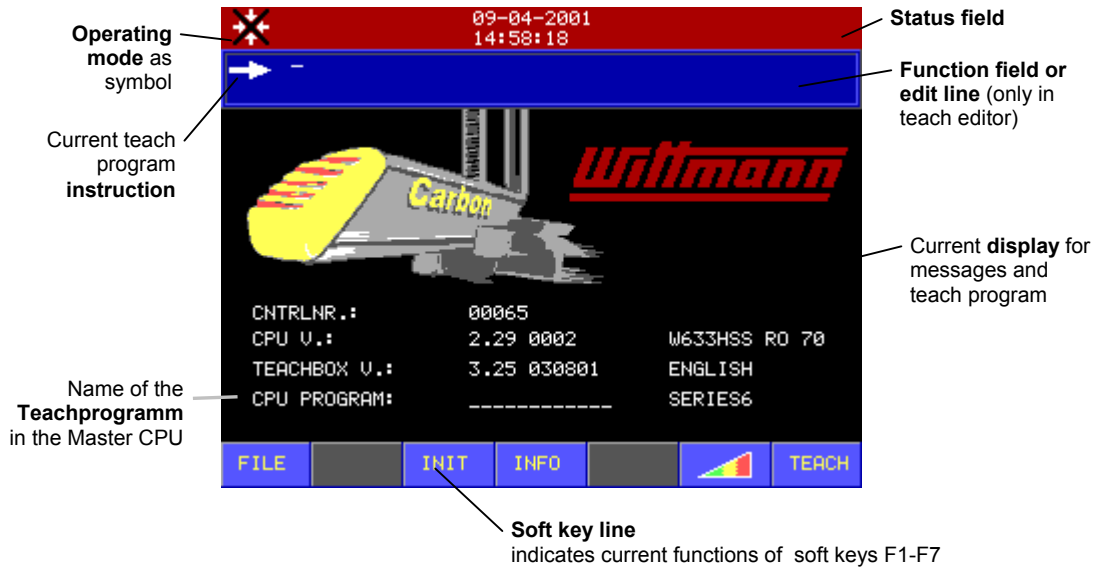 Operating
mode as
symbol
Current teach
program
instruction
Name of the
Teachprogramm
in the Master CPU
09-04-2001
14:58:18
Carbon
Wittmann
CNTRLNR.: 00065
CPU V.: 2.29 0002 W633HSS RO 70
TEACHBOX V.: 3.25 030801 ENGLISH
CPU PROGRAM: ____________ SERIES6
FILE INIT INFO TEACH
Status field
Function field or
edit line (only in
teach editor)
Current display for
messages and
teach program
Soft key line
indicates current functions of soft keys F1-F7